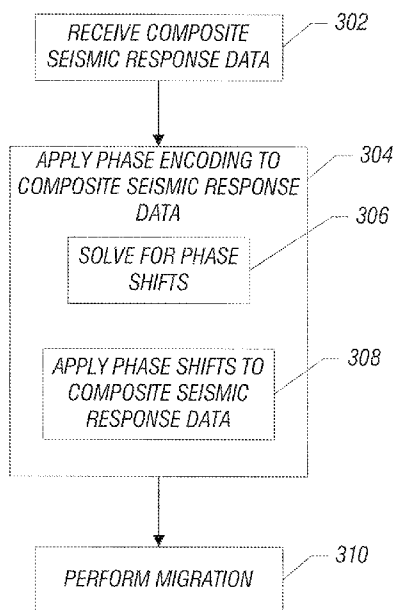 RECEIVE COMPOSITE
SEISMIC RESPONSE DATA
302
APPLY PHASE ENCODING TO
COMPOSITE SEISMIC RESPONSE
DATA
304
SOLVE FOR PHASE
SHIFTS
306
APPLY PHASE SHIFTS TO
COMPOSITE SEISMIC
RESPONSE DATA
308
PERFORM MIGRATION
310